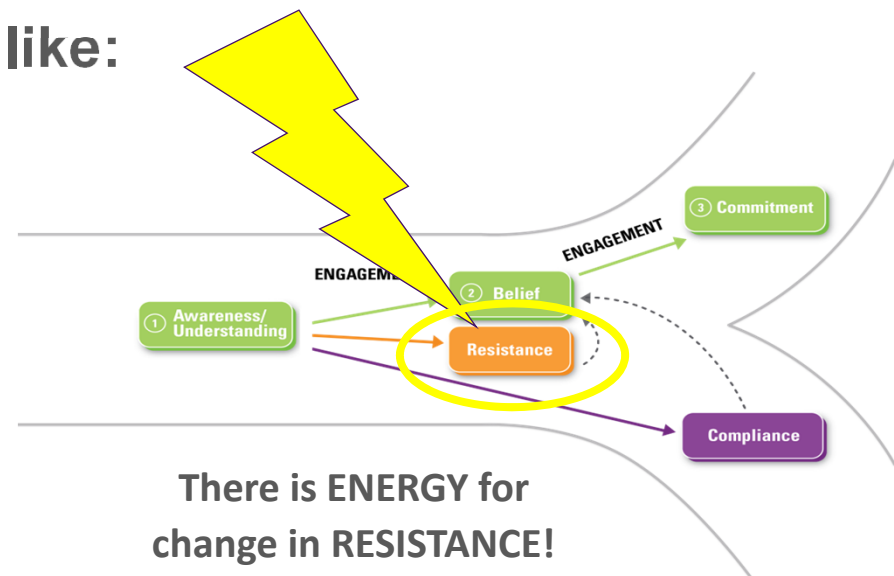 like:
③ Commitment
ENGAGEMENT
② Belief
① Awareness/
Understanding
Resistance
Compliance
There is ENERGY for
change in RESISTANCE!